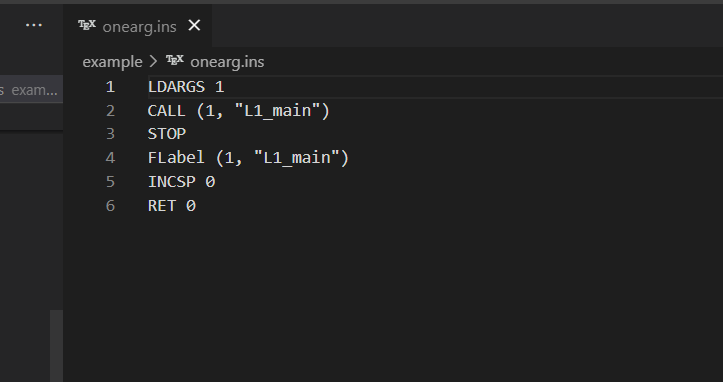 ··· TEX onearg.ins ×
example > TEX onearg.ins
s exam...
1 LDARGS 1
2 CALL (1, "L1_main")
3 STOP
4 FLabel (1, "L1_main")
5 INCSP 0
6 RET 0